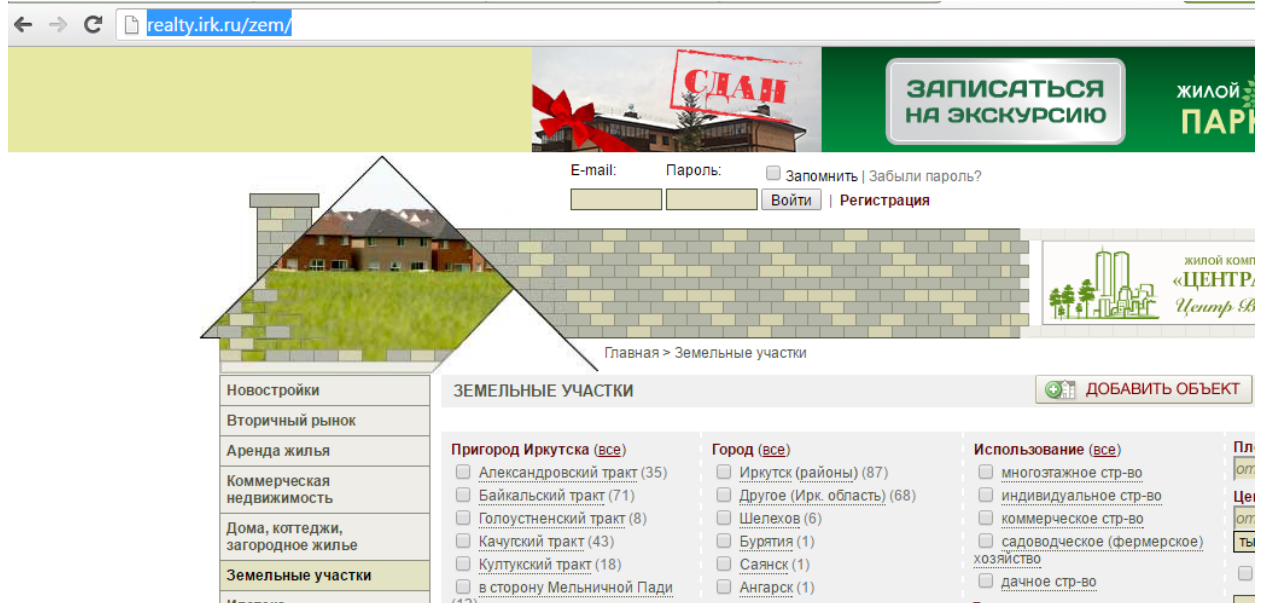 realty.irk.ru/zem/
СДАН
ЗАПИСАТЬСЯ
НА ЭКСКУРСИЮ
ЖИЛОЙ
E-mail:
Пароль:
Запомнить | Забыли пароль?
Войти | Регистрация
ЖИЛОЙ
Главная > Земельные участки
Новостройки
Вторичный рынок
Аренда жилья
Коммерческая
недвижимость
Дома, коттеджи,
загородное жилье
Земельные участки
ЗЕМЕЛЬНЫЕ УЧАСТКИ
ДОБАВИТЬ ОБЪЕКТ
Пригород Иркутска (все)
Александровский тракт (35)
Байкальский тракт (71)
Голоустненский тракт (8)
Качугский тракт (43)
Култукский тракт (18)
в сторону Мельничной Пади
Город (все)
Иркутск (районы) (87)
Другое (Ирк. область) (68)
Шелехов (6)
Бурятия (1)
Саянск (1)
Ангарск (1)
Использование (все)
многоэтажное стр-во
индивидуальное стр-во
коммерческое стр-во
садоводческое (фермерское)
хозяйство
дачное стр-во